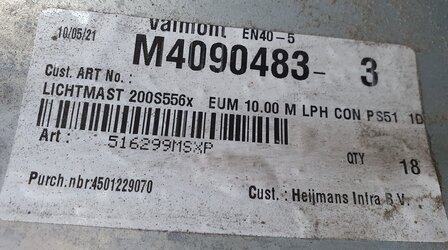 Valmont EN40-5
10/05/21
M4090483- 3
Cust. ART No.:
LICHTMAST 200S556x EUM 10.00 M LPH CON PS51 1D
Art: 516299MSXP
QTY 18
Purch.nbr:4501229070 Cust.: Heijmans Infra B.V.